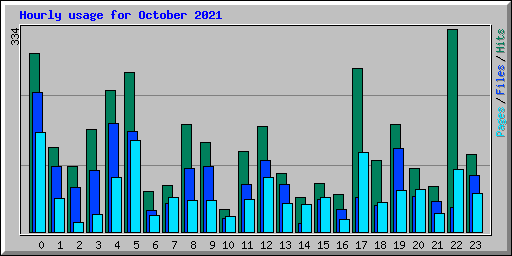 Hourly usage for October 2021
334
Pages / Files / Hits
0 1 2 3 4 5 6 7 8 9 10 11 12 13 14 15 16 17 18 19 20 21 22 23